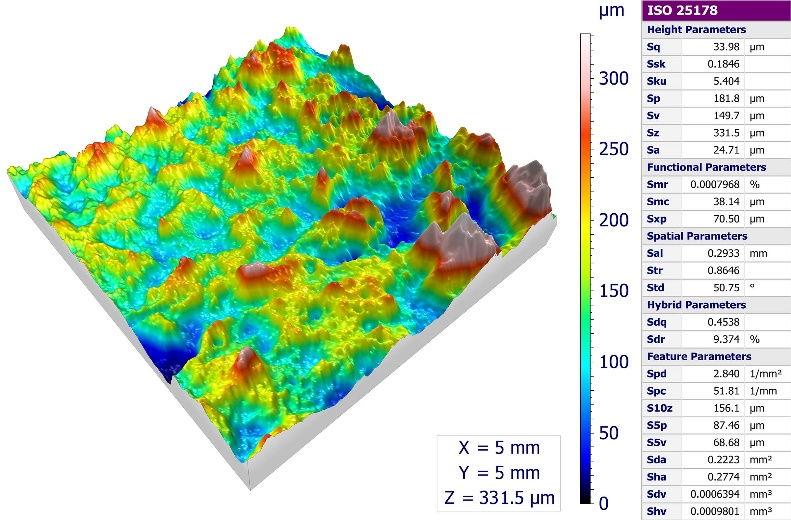 µm
300
250
200
150
100
50
0
X = 5 mm
Y = 5 mm
Z = 331.5 µm
ISO 25178
Height Parameters
Sq 33.98 µm
Ssk 0.1846
Sku 5.404
Sp 181.8 µm
Sv 149.7 µm
Sz 331.5 µm
Sa 24.71 µm
Functional Parameters
Smr 0.0007968 %
Smc 38.14 µm
Sxp 70.50 µm
Spatial Parameters
Sal 0.2933 mm
Str 0.8646
Std 50.75 °
Hybrid Parameters
Sdq 0.4538
Sdr 9.374 %
Feature Parameters
Spd 2.840 1/mm²
Spc 51.81 1/mm
S10z 156.1 µm
S5p 87.46 µm
S5v 68.68 µm
Sda 0.2223 mm²
Sha 0.2774 mm²
Sdv 0.0006394 mm³
Shv 0.0009801 mm³